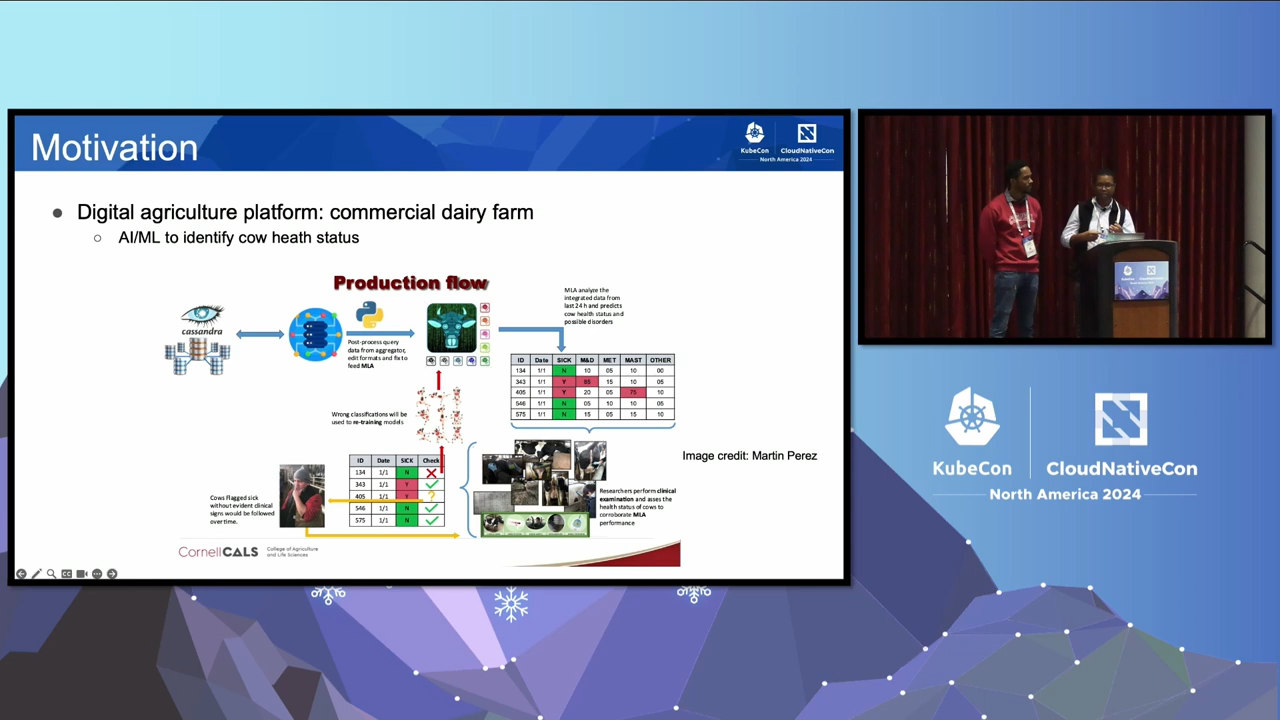 Motivation
KubeCon
CloudNativeCon
North America 2024
● Digital agriculture platform: commercial dairy farm
○ AI/ML to identify cow heath status
Production flow
cassandra
Post-process query
data from aggregator,
edit formats and fix to
feed MLA
MLA analyze the
integrated data from
last 24 h and predicts
cow health status and
possible disorders
ID Date SICK M&D MET MAST OTHER
134 1/1 N 10 05 10 00
343 1/1 Y 85 15 10 05
405 1/1 Y 20 05 75 10
546 1/1 N 05 10 10 05
575 1/1 N 15 05 15 10
Wrong classifications will be
used to re-training models
Image credit: Martin Perez
ID Date SICK Check
134 1/1 N
343 1/1 Y
405 1/1 Y ?
546 1/1 N
575 1/1 N
Cows flagged sick
without evident clinical
signs would be followed
over time.
Researchers perform clinical
examination and asses the
health status of cows to
corroborate MLA
performance
CornellCALS
College of Agriculture
and Life Sciences
KubeCon
CloudNativeCon
North America 2024